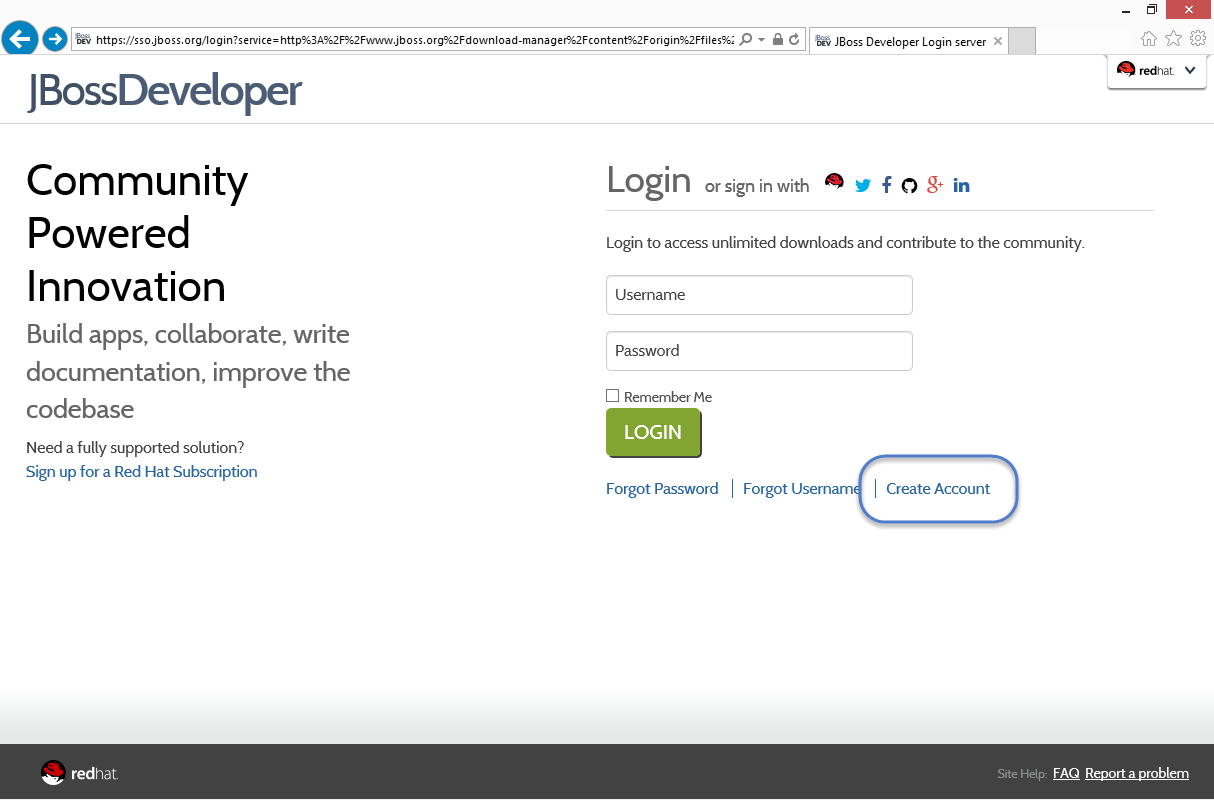 JBoss DEV https://sso.jboss.org/login?service=http%3A%2F%2Fwww.jboss.org%2Fdownload-manager%2Fcontent%2Forigin%2Ffiles%2
JBoss DEV JBoss Developer Login server
redhat.
JBossDeveloper
Community
Powered
Innovation
Build apps, collaborate, write
documentation, improve the
codebase
Need a fully supported solution?
Sign up for a Red Hat Subscription
Login or sign in with
Login to access unlimited downloads and contribute to the community.
Username
Password
Remember Me
LOGIN
Forgot Password | Forgot Username | Create Account
redhat.
Site Help: FAQ Report a problem